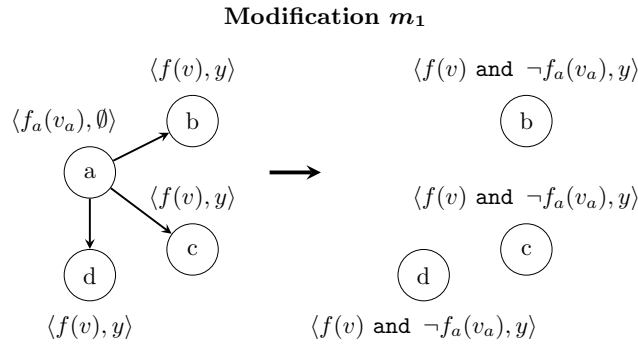 Modification m₁
⟨f(v), y⟩
⟨f(v) and ¬fₐ(vₐ), y⟩
⟨fₐ(vₐ), ∅⟩
b
b
a
⟨f(v), y⟩
⟨f(v) and ¬fₐ(vₐ), y⟩
c
c
d
d
⟨f(v), y⟩
⟨f(v) and ¬fₐ(vₐ), y⟩